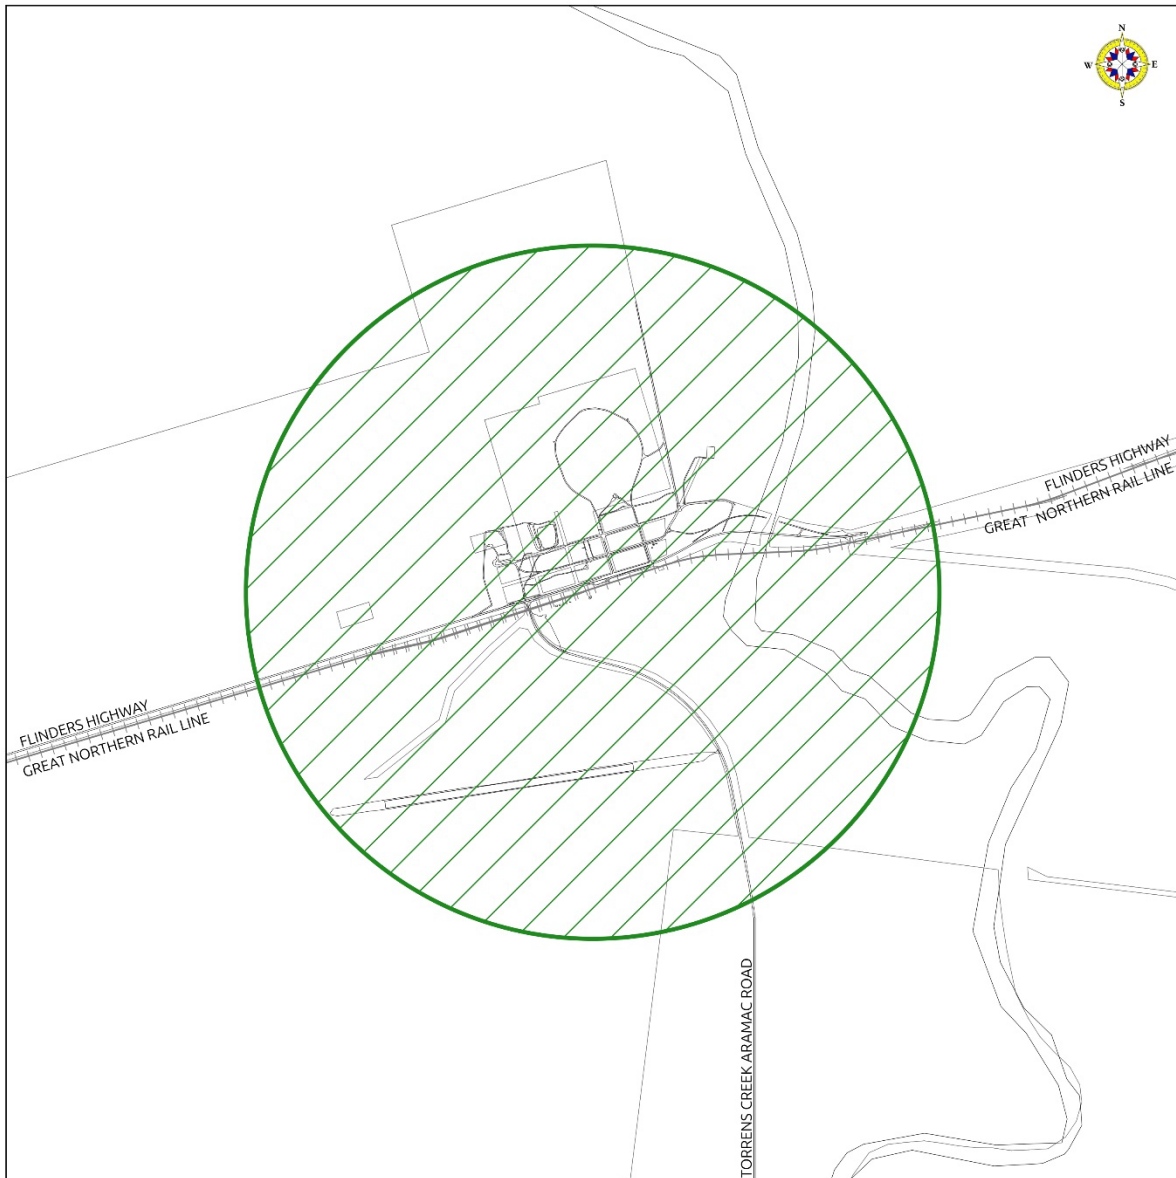 N
W E
S
FLINDERS HIGHWAY
GREAT NORTHERN RAIL LINE
FLINDERS HIGHWAY
GREAT NORTHERN RAIL LINE
TORRENS CREEK ARAMAC ROAD